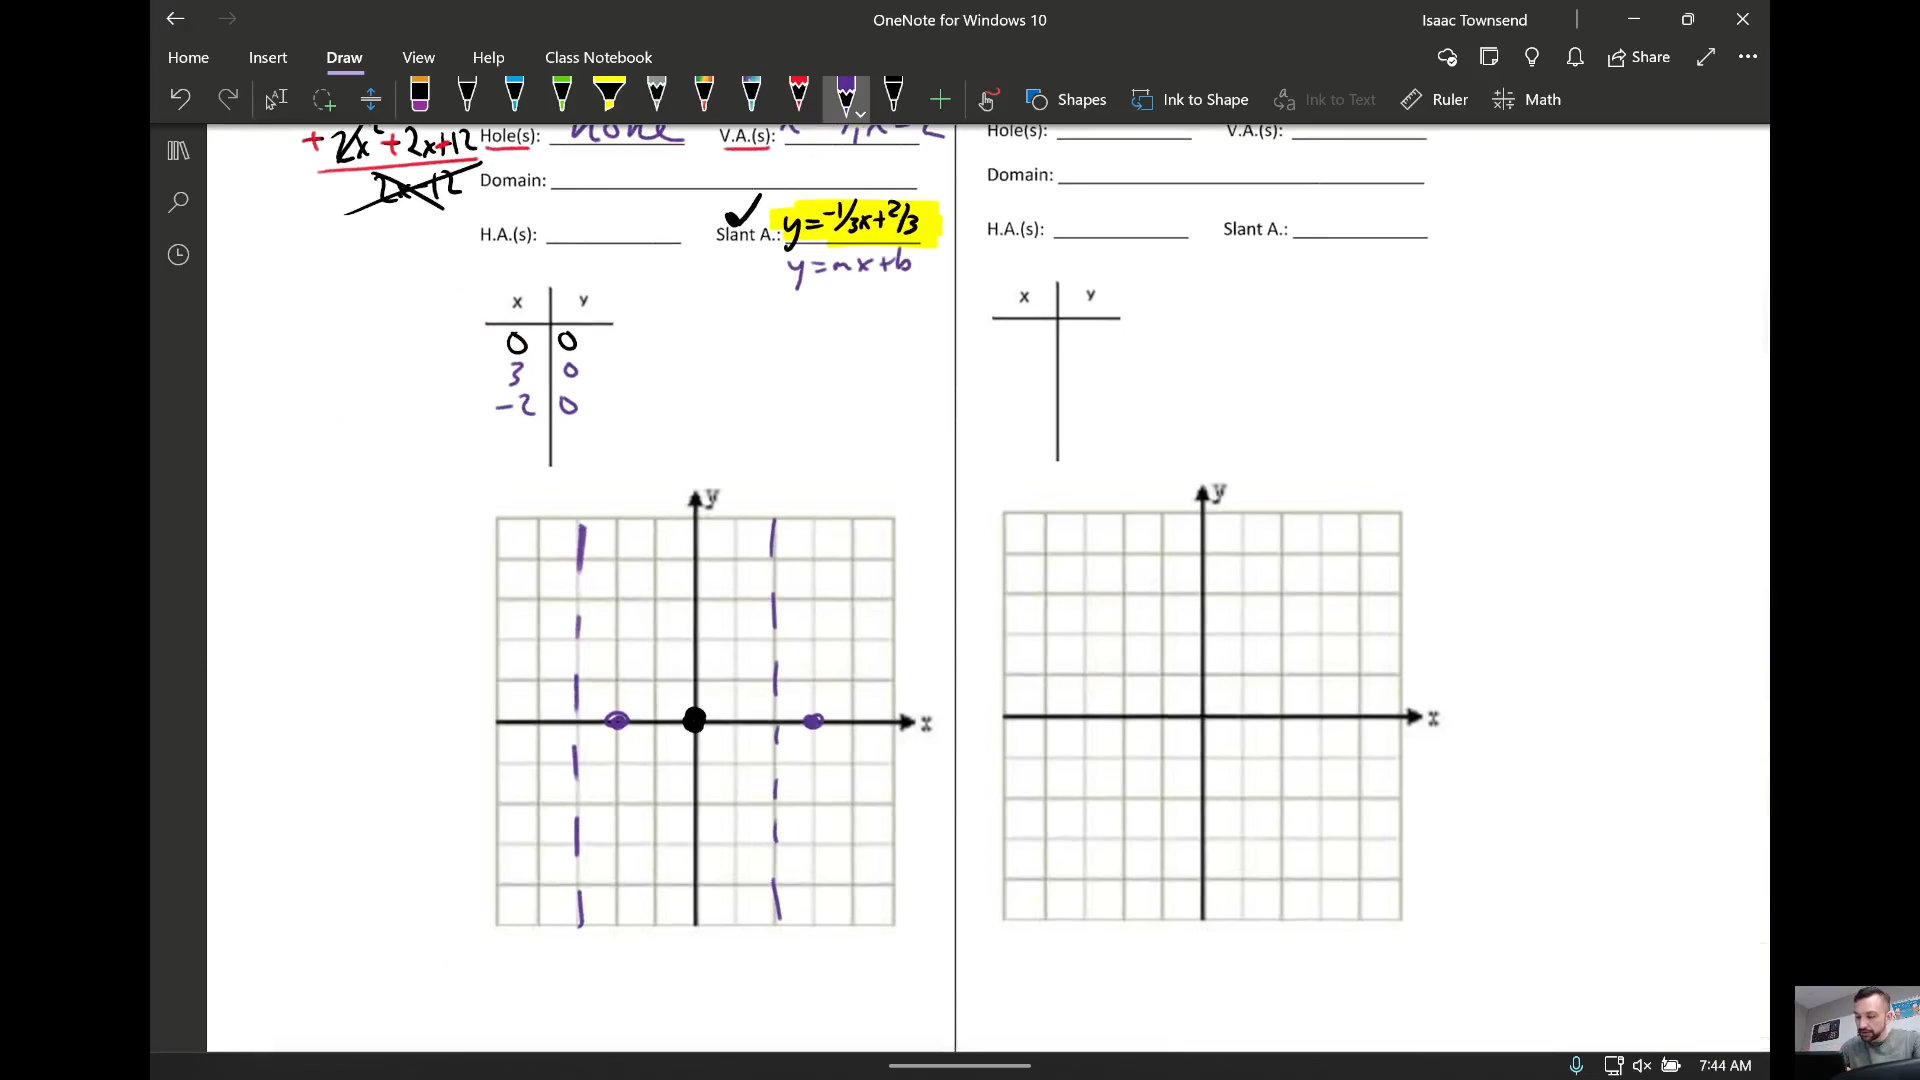 OneNote for Windows 10
Isaac Townsend
Home Insert Draw View Help Class Notebook
Share
Shapes Ink to Shape Ink to Text Ruler Math
+ 2x² + 2x+12
2x-12
Hole(s): none V.A.(s):
Domain:
H.A.(s): Slant A.: y=-1/3x+2/3
y=mx+b
x y
0 0
3 0
-2 0
y
x
Hole(s): V.A.(s):
Domain:
H.A.(s): Slant A.:
x y
y
x
7:44 AM